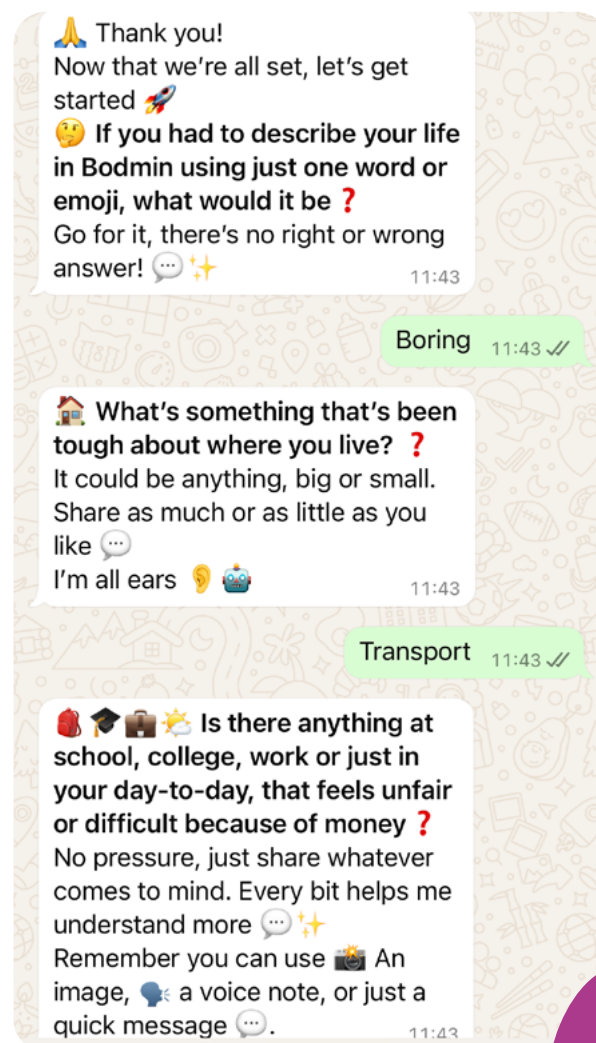 🙏 Thank you!
Now that we're all set, let's get
started 🚀
🤔 If you had to describe your life
in Bodmin using just one word or
emoji, what would it be ❓
Go for it, there's no right or wrong
answer! 💬✨
11:43
Boring 11:43
🏠 What's something that's been
tough about where you live? ❓
It could be anything, big or small.
Share as much or as little as you
like 💬
I'm all ears 👂🤖
11:43
Transport 11:43
🎒🎓💼🌤️ Is there anything at
school, college, work or just in
your day-to-day, that feels unfair
or difficult because of money ❓
No pressure, just share whatever
comes to mind. Every bit helps me
understand more 💬✨
Remember you can use 📸 An
image, 🗣️ a voice note, or just a
quick message 💬.
11:43